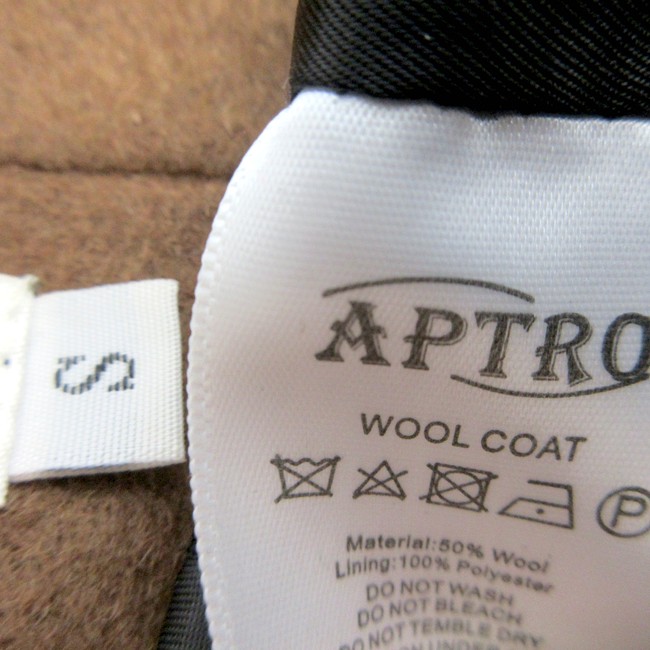 S
APTRO
WOOL COAT
P
Material:50% Wool
Lining:100% Polyester
DO NOT WASH
DO NOT BLEACH
DO NOT TEMBLE DRY